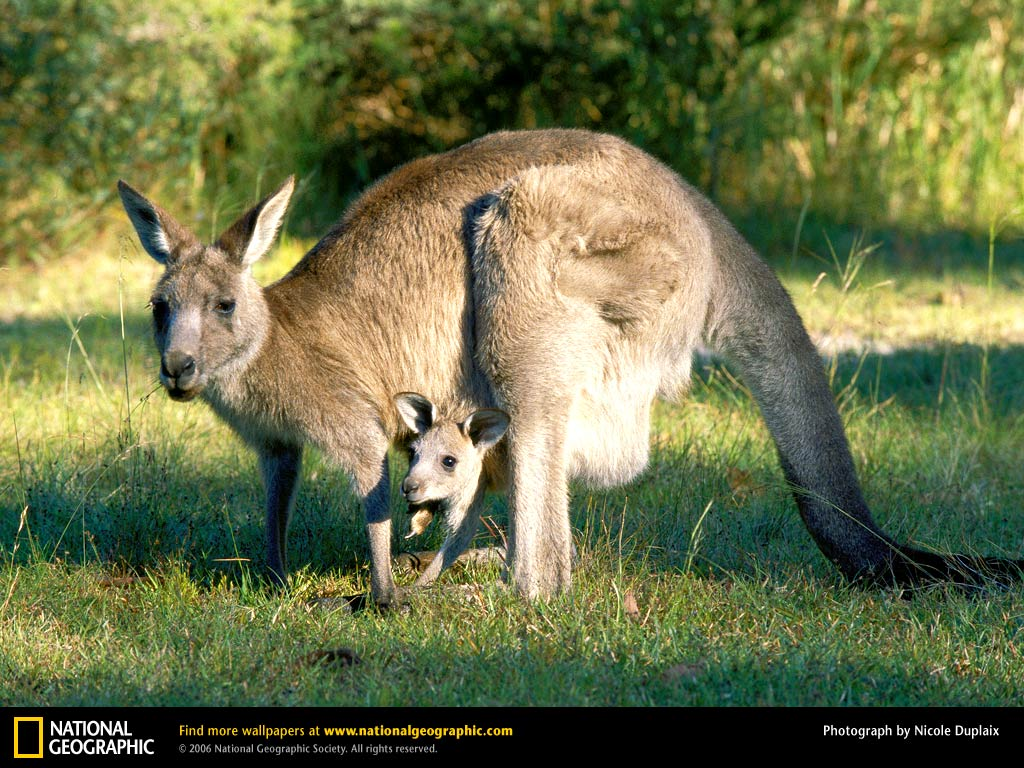 NATIONAL
GEOGRAPHIC
Find more wallpapers at www.nationalgeographic.com
© 2006 National Geographic Society. All rights reserved.
Photograph by Nicole Duplaix